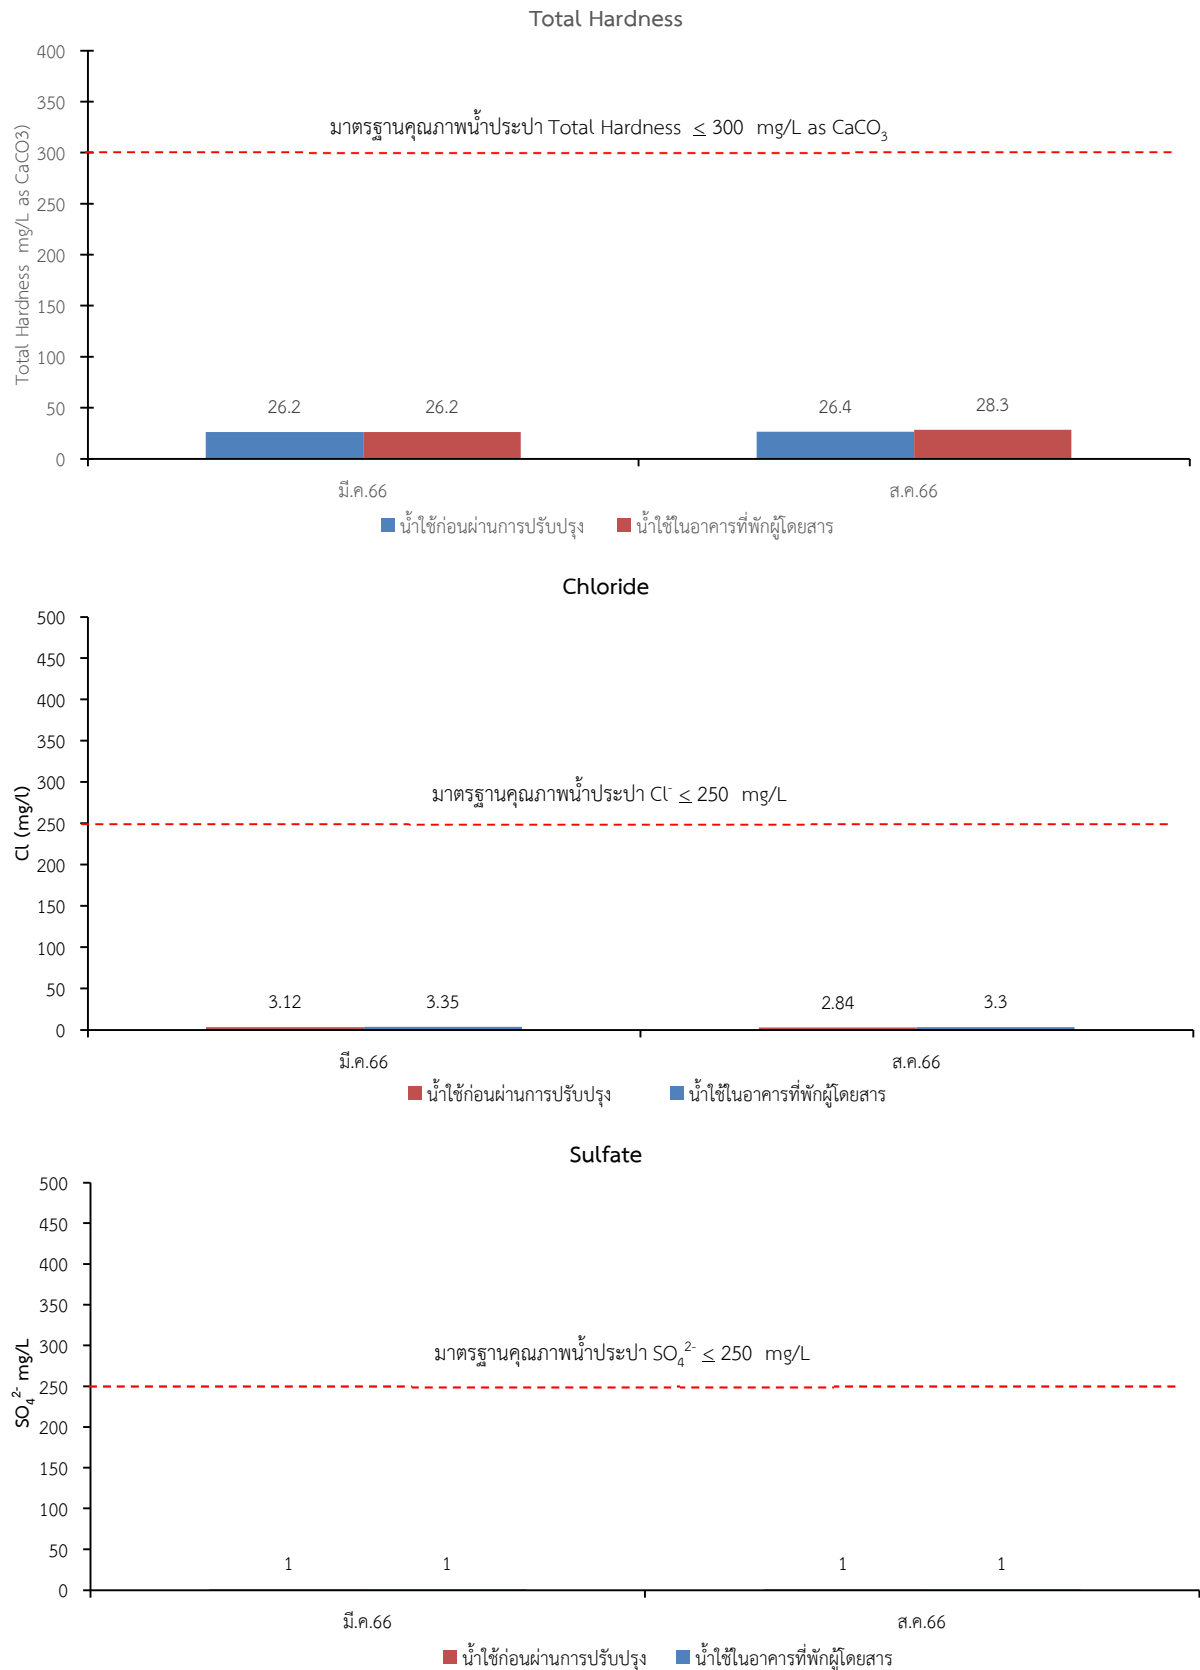 Total Hardness
400
350
มาตรฐานคุณภาพน้ำประปา Total Hardness ≤ 300 mg/L as CaCO₃
300
250
200
150
100
50
0
Total Hardness mg/L as CaCO3)
26.2 26.2 26.4 28.3
มี.ค.66 ส.ค.66
น้ำใช้ก่อนผ่านการปรับปรุง น้ำใช้ในอาคารที่พักผู้โดยสาร
Chloride
500
450
400
350
300
มาตรฐานคุณภาพน้ำประปา Cl⁻ ≤ 250 mg/L
250
200
150
100
50
0
Cl (mg/l)
3.12 3.35 2.84 3.3
มี.ค.66 ส.ค.66
น้ำใช้ก่อนผ่านการปรับปรุง น้ำใช้ในอาคารที่พักผู้โดยสาร
Sulfate
500
450
400
350
300
มาตรฐานคุณภาพน้ำประปา SO₄²⁻ ≤ 250 mg/L
250
200
150
100
50
0
SO₄²⁻ mg/L
1 1 1 1
มี.ค.66 ส.ค.66
น้ำใช้ก่อนผ่านการปรับปรุง น้ำใช้ในอาคารที่พักผู้โดยสาร